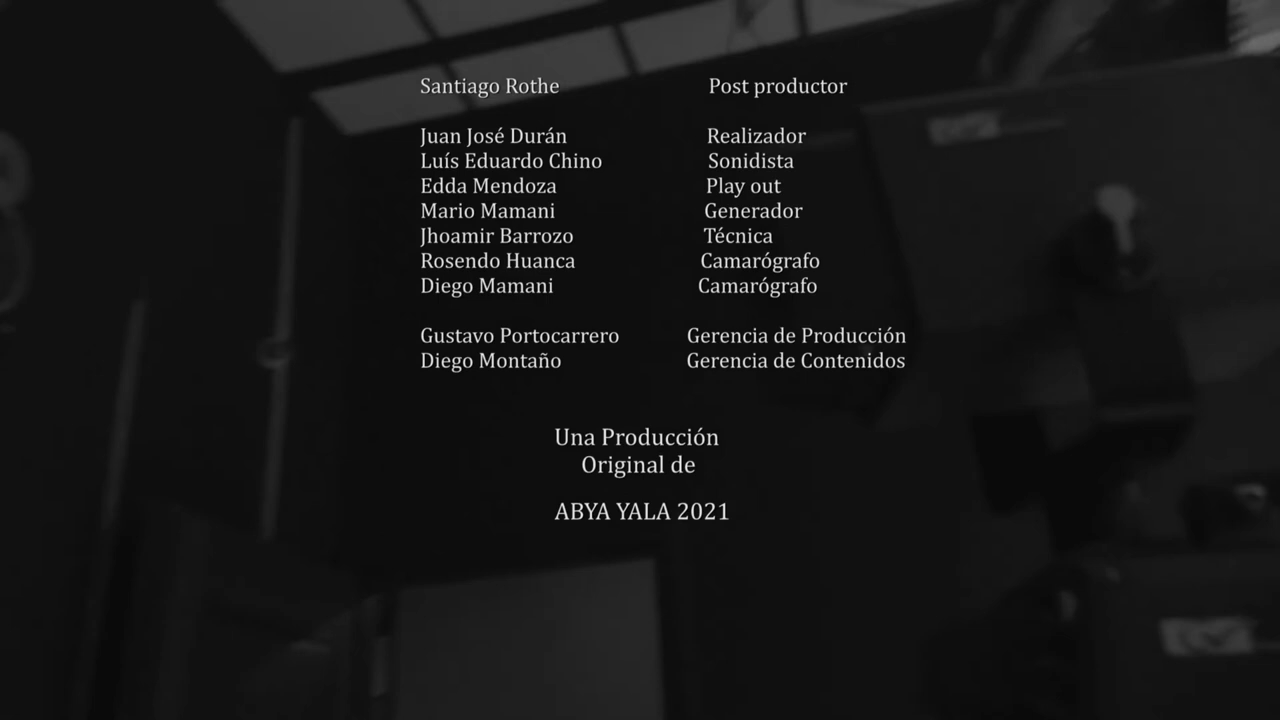 Santiago Rothe Post productor
Juan José Durán Realizador
Luís Eduardo Chino Sonidista
Edda Mendoza Play out
Mario Mamani Generador
Jhoamir Barrozo Técnica
Rosendo Huanca Camarógrafo
Diego Mamani Camarógrafo
Gustavo Portocarrero Gerencia de Producción
Diego Montaño Gerencia de Contenidos
Una Producción
Original de
ABYA YALA 2021